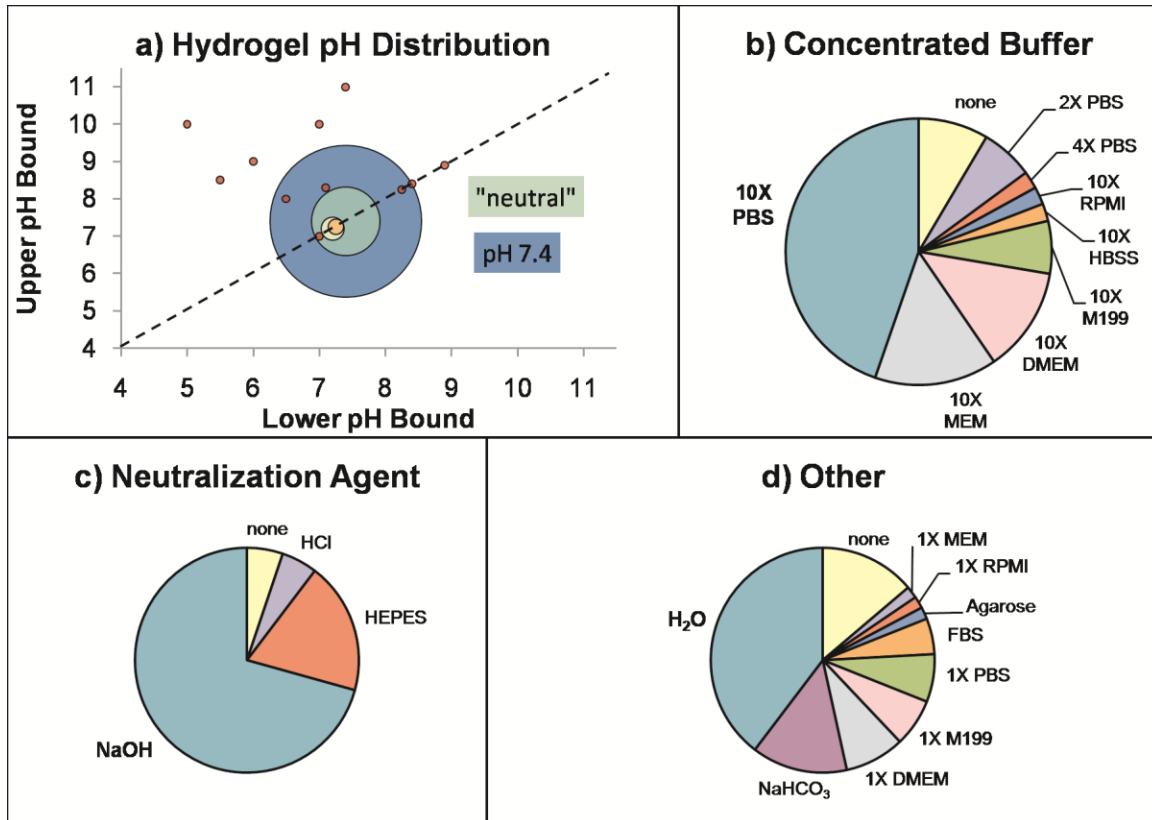 a) Hydrogel pH Distribution
Upper pH Bound
11
10
9
8
7
6
5
4
4 5 6 7 8 9 10 11
Lower pH Bound
"neutral"
pH 7.4
b) Concentrated Buffer
none
2X PBS
4X PBS
10X
RPMI
10X
HBSS
10X
M199
10X
DMEM
10X
MEM
10X
PBS
c) Neutralization Agent
none
HCl
HEPES
NaOH
d) Other
none
1X MEM
1X RPMI
Agarose
FBS
1X PBS
1X M199
1X DMEM
NaHCO₃
H₂O